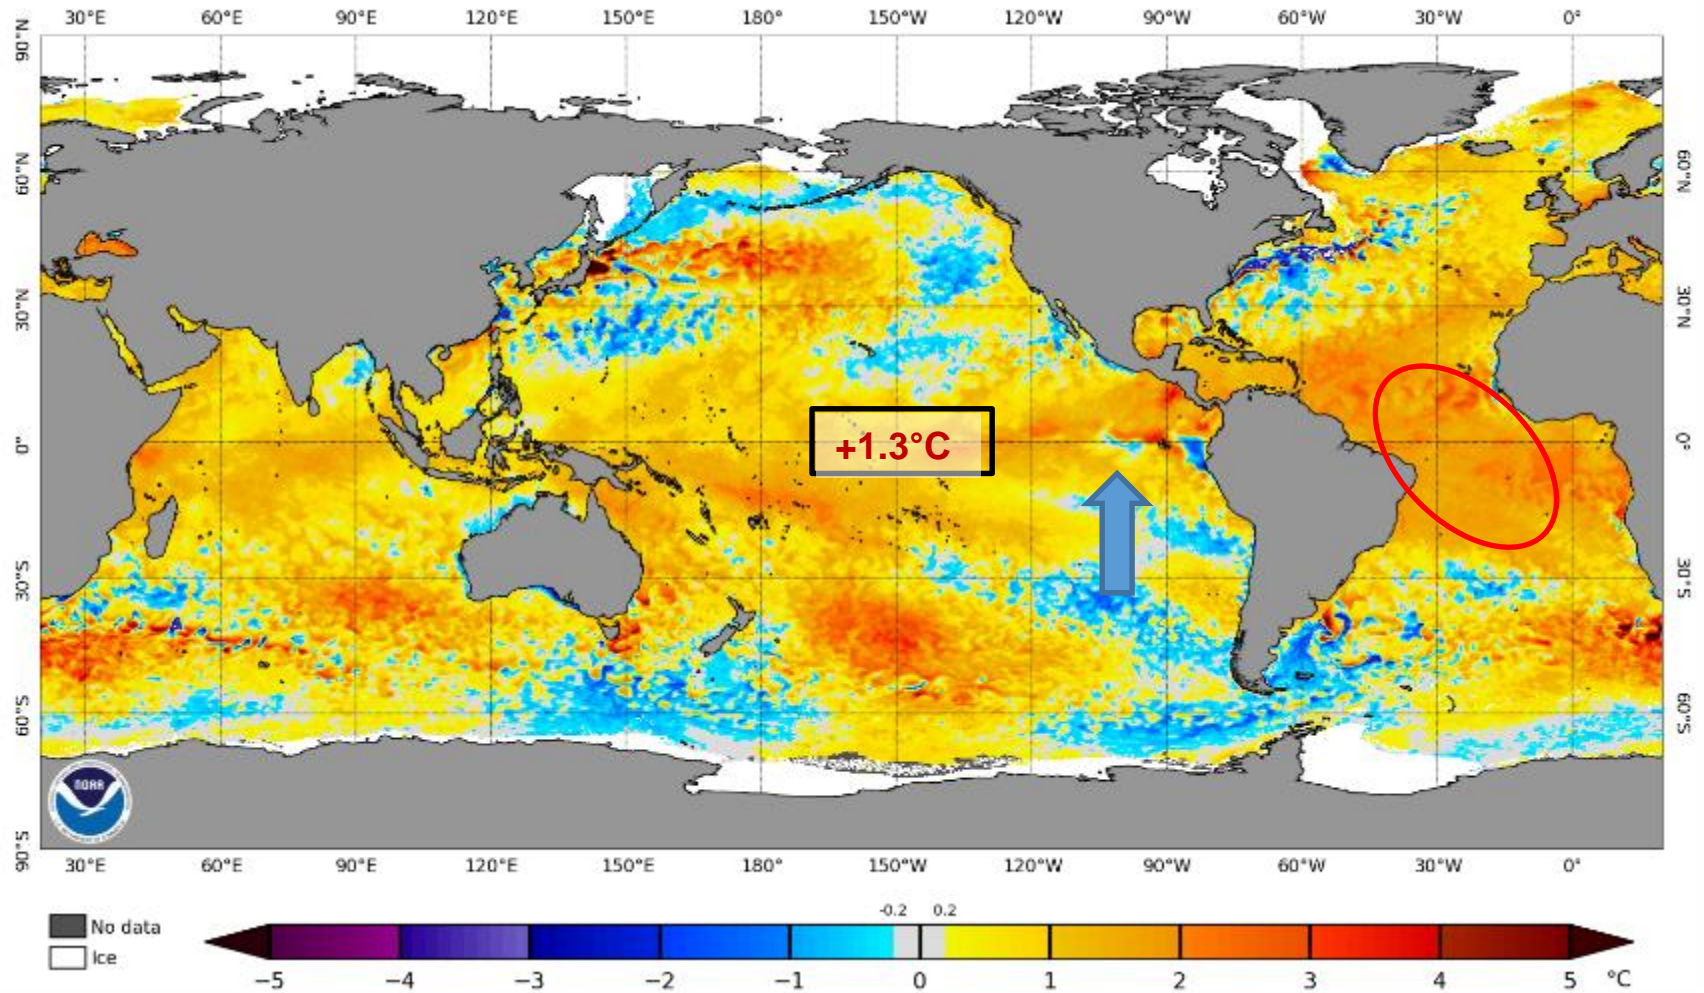 30°E 60°E 90°E 120°E 150°E 180° 150°W 120°W 90°W 60°W 30°W 0°
90°N
60°N 60°N
30°N 30°N
0° 0°
+1.3°C
30°S 30°S
60°S 60°S
90°S
NOAA
30°E 60°E 90°E 120°E 150°E 180° 150°W 120°W 90°W 60°W 30°W 0°
-0.2 0.2
No data
Ice
−5 −4 −3 −2 −1 0 1 2 3 4 5 °C